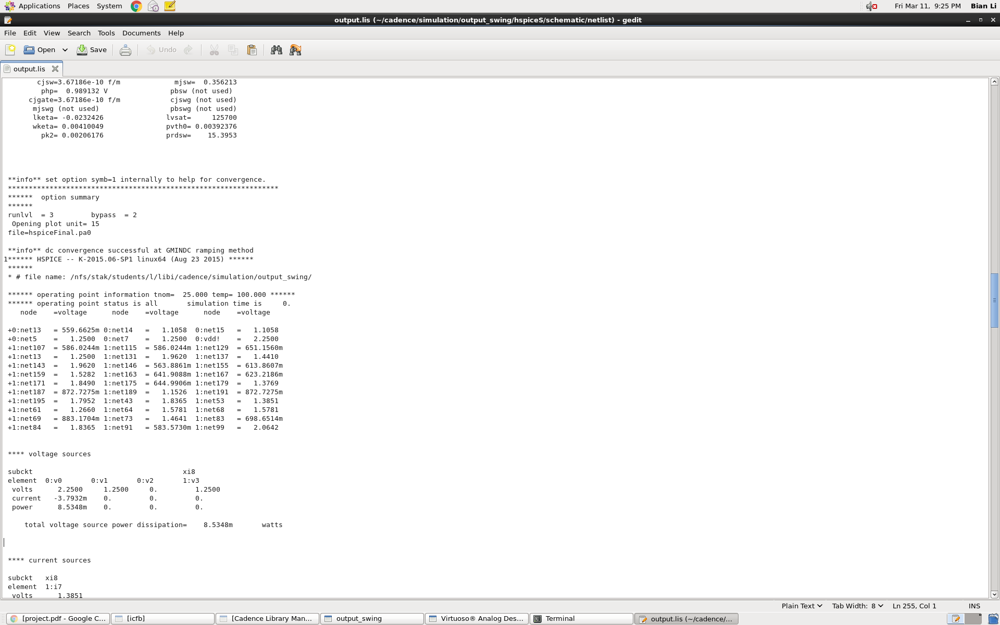 Applications Places System Fri Mar 11, 9:25 PM Bian Li
output.lis (~/cadence/simulation/output_swing/hspiceS/schematic/netlist) - gedit
File Edit View Search Tools Documents Help
Open Save Undo
output.lis
cjsw=3.67186e-10 f/m mjsw= 0.356213
php= 0.989132 V pbsw (not used)
cjgate=3.67186e-10 f/m cjswg (not used)
mjswg (not used) pbswg (not used)
lketa= -0.0232426 lvsat= 125700
wketa= 0.00410049 pvth0= 0.00392376
pk2= 0.00206176 prdsw= 15.3953
**info** set option symb=1 internally to help for convergence.
*****************************************************************
****** option summary
******
runlvl = 3 bypass = 2
Opening plot unit= 15
file=hspiceFinal.pa0
**info** dc convergence successful at GMINDC ramping method
1****** HSPICE -- K-2015.06-SP1 linux64 (Aug 23 2015) ******
******
* # file name: /nfs/stak/students/l/libi/cadence/simulation/output_swing/
****** operating point information tnom= 25.000 temp= 100.000 ******
****** operating point status is all simulation time is 0.
node =voltage node =voltage node =voltage
+0:net13 = 559.6625m 0:net14 = 1.1058 0:net15 = 1.1058
+0:net5 = 1.2500 0:net7 = 1.2500 0:vdd! = 2.2500
+1:net107 = 586.0244m 1:net115 = 586.0244m 1:net129 = 651.1560m
+1:net13 = 1.2500 1:net131 = 1.9620 1:net137 = 1.4410
+1:net143 = 1.9620 1:net146 = 563.8861m 1:net155 = 613.8607m
+1:net159 = 1.5282 1:net163 = 641.9088m 1:net167 = 623.2186m
+1:net171 = 1.8490 1:net175 = 644.9906m 1:net179 = 1.3769
+1:net187 = 872.7275m 1:net189 = 1.1526 1:net191 = 872.7275m
+1:net195 = 1.7952 1:net43 = 1.8365 1:net53 = 1.3851
+1:net61 = 1.2660 1:net64 = 1.5781 1:net68 = 1.5781
+1:net69 = 883.1704m 1:net73 = 1.4641 1:net83 = 698.6514m
+1:net84 = 1.8365 1:net91 = 583.5730m 1:net99 = 2.0642
**** voltage sources
subckt xi8
element 0:v0 0:v1 0:v2 1:v3
volts 2.2500 1.2500 0. 1.2500
current -3.7932m 0. 0. 0.
power 8.5348m 0. 0. 0.
total voltage source power dissipation= 8.5348m watts
**** current sources
subckt xi8
element 1:i7
volts 1.3851
Plain Text Tab Width: 8 Ln 255, Col 1 INS
[project.pdf - Google C... [icfb] [Cadence Library Man... output_swing Virtuoso® Analog Des... Terminal output.lis (~/cadence/...